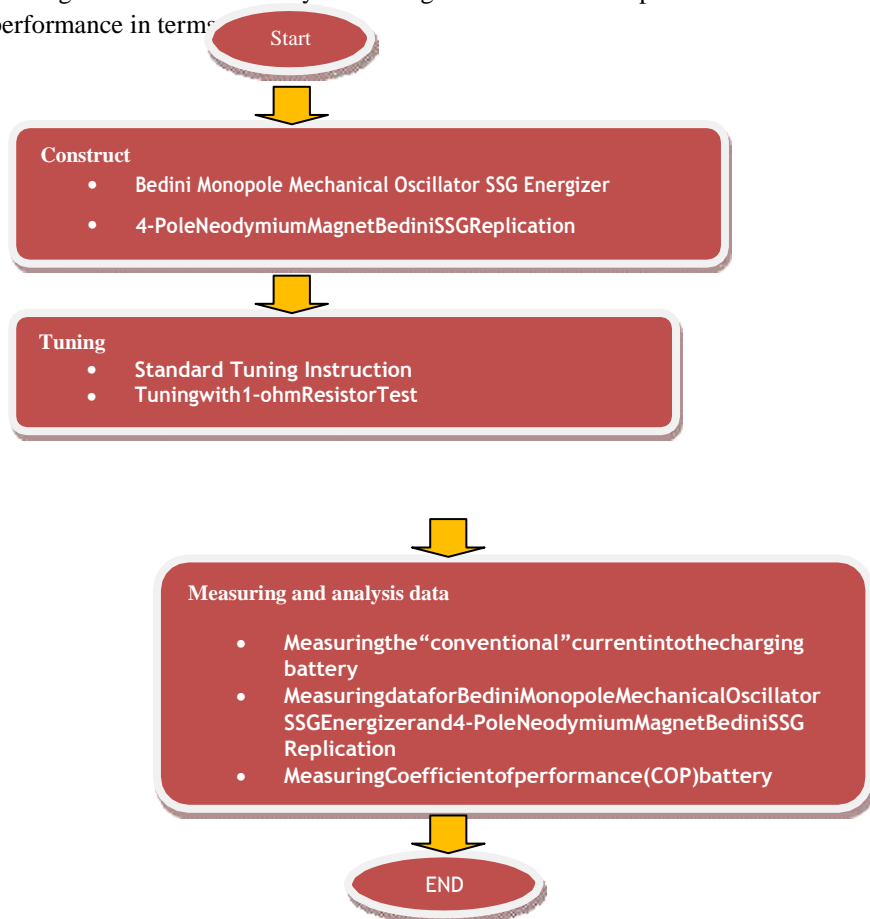 performance in terms
Start
Construct
• Bedini Monopole Mechanical Oscillator SSG Energizer
• 4-PoleNeodymiumMagnetBediniSSGReplication
Tuning
• Standard Tuning Instruction
• Tuningwith1-ohmResistorTest
Measuring and analysis data
• Measuringthe“conventional”currentintothecharging
battery
• MeasuringdataforBediniMonopoleMechanicalOscillator
SSGEnergizerand4-PoleNeodymiumMagnetBediniSSG
Replication
• MeasuringCoefficientofperformance(COP)battery
END